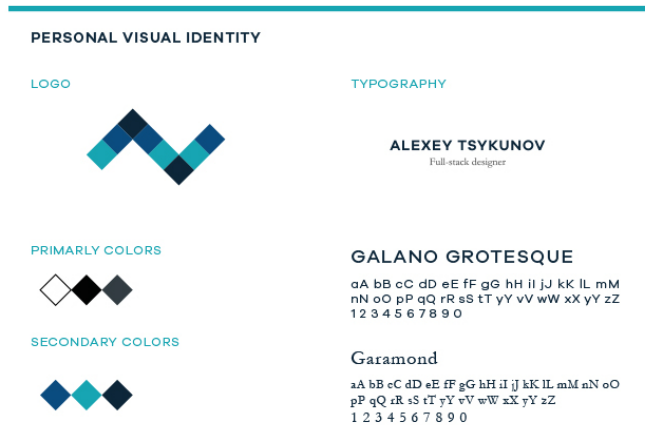 PERSONAL VISUAL IDENTITY
LOGO
TYPOGRAPHY
ALEXEY TSYKUNOV
Full-stack designer
PRIMARLY COLORS
SECONDARY COLORS
GALANO GROTESQUE
aA bB cC dD eE fF gG hH iI jJ kK lL mM
nN oO pP qQ rR sS tT yY vV wW xX yY zZ
1 2 3 4 5 6 7 8 9 0
Garamond
aA bB cC dD eE fF gG hH iI jJ kK lL mM nN oO
pP qQ rR sS tT yY vV wW xX yY zZ
1 2 3 4 5 6 7 8 9 0